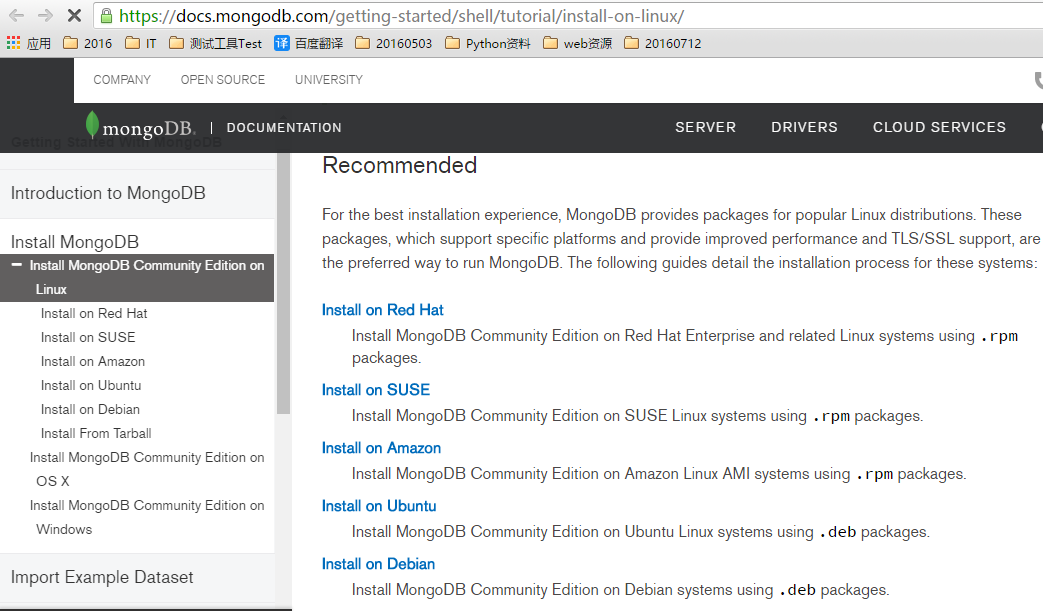 https://docs.mongodb.com/getting-started/shell/tutorial/install-on-linux/
应用 2016 IT 测试工具Test 译 百度翻译 20160503 Python资料 web资源 20160712
COMPANY OPEN SOURCE UNIVERSITY
mongoDB. | DOCUMENTATION SERVER DRIVERS CLOUD SERVICES
Getting Started With MongoDB
Introduction to MongoDB
Install MongoDB
Install MongoDB Community Edition on
Linux
Install on Red Hat
Install on SUSE
Install on Amazon
Install on Ubuntu
Install on Debian
Install From Tarball
Install MongoDB Community Edition on
OS X
Install MongoDB Community Edition on
Windows
Import Example Dataset
Recommended
For the best installation experience, MongoDB provides packages for popular Linux distributions. These
packages, which support specific platforms and provide improved performance and TLS/SSL support, are
the preferred way to run MongoDB. The following guides detail the installation process for these systems:
Install on Red Hat
Install MongoDB Community Edition on Red Hat Enterprise and related Linux systems using .rpm
packages.
Install on SUSE
Install MongoDB Community Edition on SUSE Linux systems using .rpm packages.
Install on Amazon
Install MongoDB Community Edition on Amazon Linux AMI systems using .rpm packages.
Install on Ubuntu
Install MongoDB Community Edition on Ubuntu Linux systems using .deb packages.
Install on Debian
Install MongoDB Community Edition on Debian systems using .deb packages.